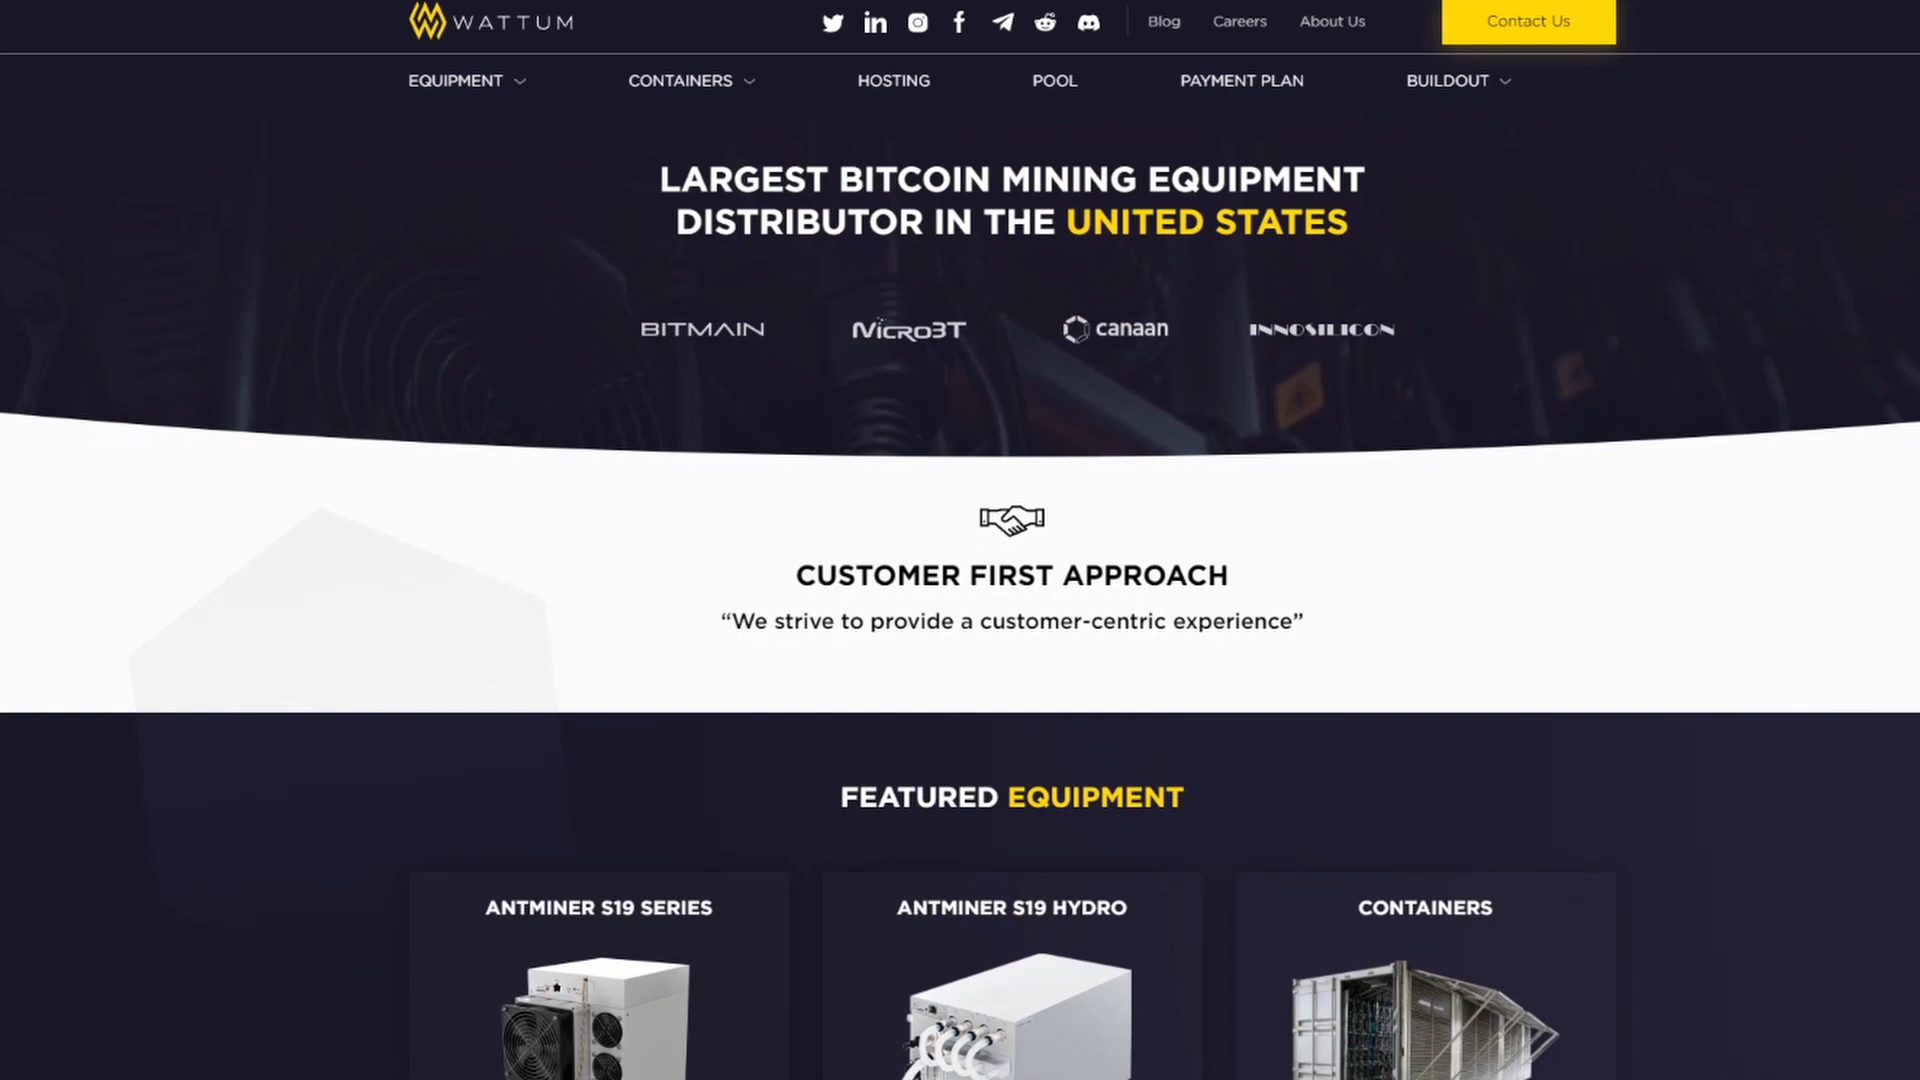 WATTUM
Blog
Careers
About Us
Contact Us
EQUIPMENT
CONTAINERS
HOSTING
POOL
PAYMENT PLAN
BUILDOUT
LARGEST BITCOIN MINING EQUIPMENT
DISTRIBUTOR IN THE UNITED STATES
BITMAIN
MicroBT
canaan
INNOSILICON
CUSTOMER FIRST APPROACH
“We strive to provide a customer-centric experience”
FEATURED EQUIPMENT
ANTMINER S19 SERIES
ANTMINER S19 HYDRO
CONTAINERS